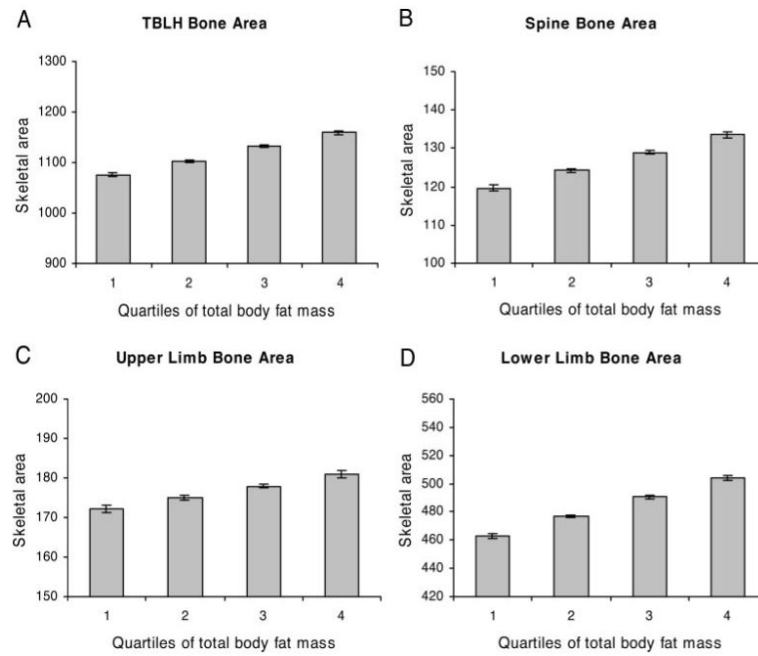 A
TBLH Bone Area
Skeletal area
1300
1200
1100
1000
900
1 2 3 4
Quartiles of total body fat mass
B
Spine Bone Area
Skeletal area
150
140
130
120
110
100
1 2 3 4
Quartiles of total body fat mass
C
Upper Limb Bone Area
Skeletal area
200
190
180
170
160
150
1 2 3 4
Quartiles of total body fat mass
D
Lower Limb Bone Area
Skeletal area
560
540
520
500
480
460
440
420
1 2 3 4
Quartiles of total body fat mass